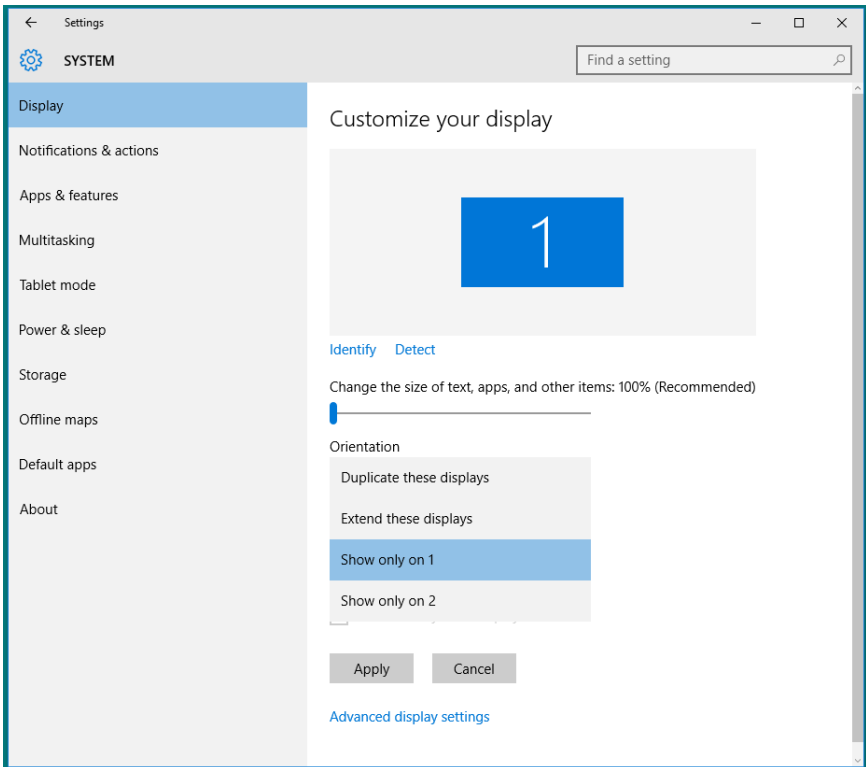 Settings
SYSTEM
Find a setting
Display
Notifications & actions
Apps & features
Multitasking
Tablet mode
Power & sleep
Storage
Offline maps
Default apps
About
Customize your display
1
Identify Detect
Change the size of text, apps, and other items: 100% (Recommended)
Orientation
Duplicate these displays
Extend these displays
Show only on 1
Show only on 2
Apply Cancel
Advanced display settings